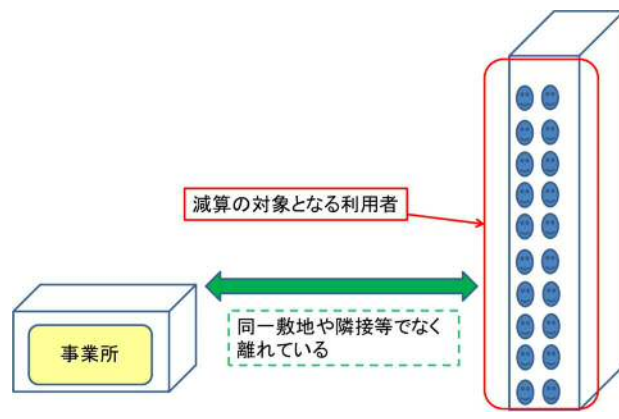 減算の対象となる利用者
同一敷地や隣接等でなく
離れている
事業所